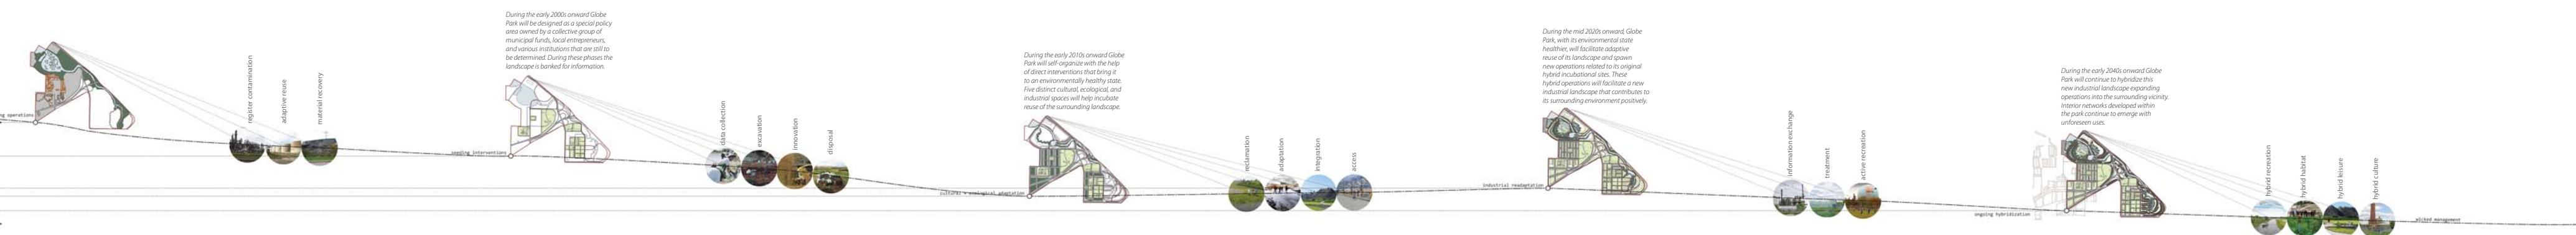 ng operations
register contamination
adaptive reuse
material recovery
During the early 2000s onward Globe
Park will be designed as a special policy
area owned by a collective group of
municipal funds, local entrepreneurs,
and various institutions that are still to
be determined. During these phases the
landscape is banked for information.
seeding interventions
data collection
excavation
innovation
disposal
During the early 2010s onward Globe
Park will self-organize with the help
of direct interventions that bring it
to an environmentally healthy state.
Five distinct cultural, ecological, and
industrial spaces will help incubate
reuse of the surrounding landscape.
cultural + ecological adaptation
reclamation
adaptation
integration
access
During the mid 2020s onward, Globe
Park, with its environmental state
healthier, will facilitate adaptive
reuse of its landscape and spawn
new operations related to its original
hybrid incubational sites. These
hybrid operations will facilitate a new
industrial landscape that contributes to
its surrounding environment positively.
industrial readaptation
information exchange
treatment
active recreation
During the early 2040s onward Globe
Park will continue to hybridize this
new industrial landscape expanding
operations into the surrounding vicinity.
Interior networks developed within
the park continue to emerge with
unforeseen uses.
ongoing hybridization
hybrid recreation
hybrid habitat
hybrid leisure
hybrid culture
wicked management